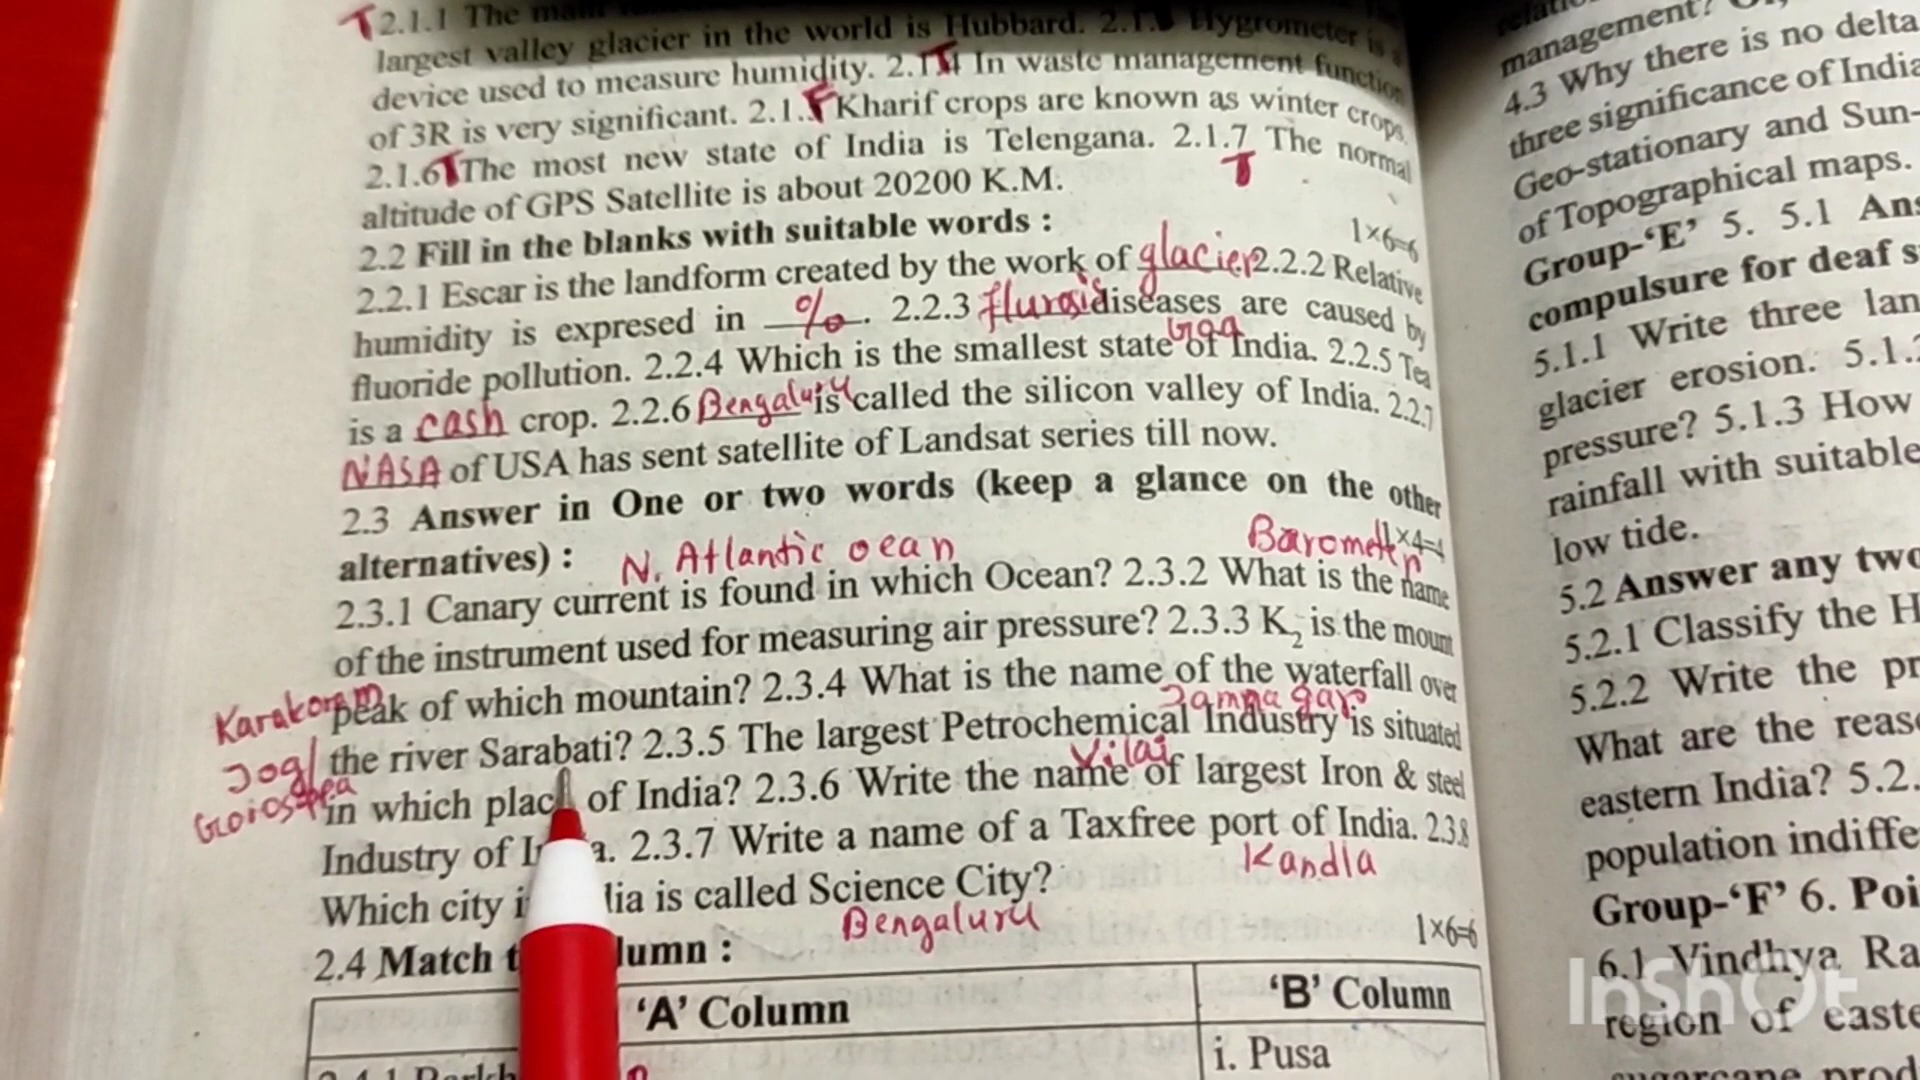 T 2.1.1 The main
largest valley glacier in the world is Hubbard. Hygrometer is a
device used to measure humidity. T In waste management function
of 3R is very significant. F Kharif crops are known as winter crops.
2.1.6 T The most new state of India is Telengana. 2.1.7 The normal
T
altitude of GPS Satellite is about 20200 K.M.
2.2 Fill in the blanks with suitable words : 1×6=6
2.2.1 Escar is the landform created by the work of glacier 2.2.2 Relative
humidity is expresed in %. 2.2.3 diseases are caused by
Goa
fluoride pollution. 2.2.4 Which is the smallest state of India. 2.2.5 Tea
is a cash crop. 2.2.6 Bengaluru is called the silicon valley of India. 2.2.7
NASA of USA has sent satellite of Landsat series till now.
2.3 Answer in One or two words (keep a glance on the other
alternatives) : 1×4=4
N. Atlantic ocean Barometer
2.3.1 Canary current is found in which Ocean? 2.3.2 What is the name
of the instrument used for measuring air pressure? 2.3.3 K2 is the mount
Karakoram peak of which mountain? 2.3.4 What is the name of the waterfall over
Jamnagar
Jog/ the river Sarabati? 2.3.5 The largest Petrochemical Industry is situated
Vilai
in which place of India? 2.3.6 Write the name of largest Iron & steel
Industry of 2.3.7 Write a name of a Taxfree port of India. 2.3.8
Kandla
Which city is called Science City?
Bengaluru
2.4 Match 1×6=6
'A' Column 'B' Column
i. Pusa
management?
4.3 Why there is no delta
three significance of India
Geo-stationary and Sun-
of Topographical maps.
Group-'E' 5. 5.1 Ans
compulsure for deaf s
5.1.1 Write three lan
glacier erosion. 5.1.2
pressure? 5.1.3 How
rainfall with suitable
low tide.
5.2 Answer any two
5.2.1 Classify the H
5.2.2 Write the pr
What are the reas
eastern India? 5.2.
population indiffe
Group-'F' 6. Poi
6.1 Vindhya Ra
region of easte
InShOt